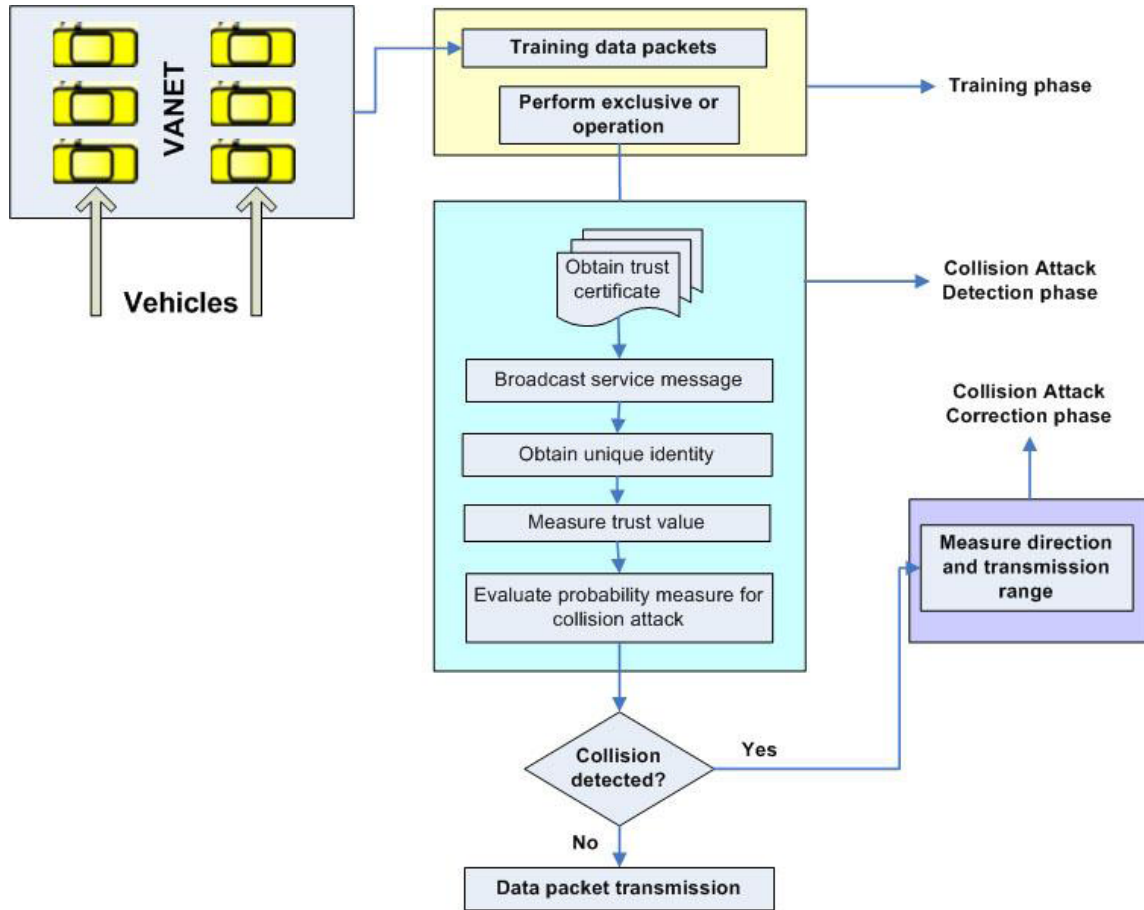 VANET
Vehicles
Training data packets
Perform exclusive or
operation
Training phase
Obtain trust
certificate
Collision Attack
Detection phase
Broadcast service message
Obtain unique identity
Measure trust value
Evaluate probability measure for
collision attack
Collision Attack
Correction phase
Measure direction
and transmission
range
Collision
detected?
Yes
No
Data packet transmission